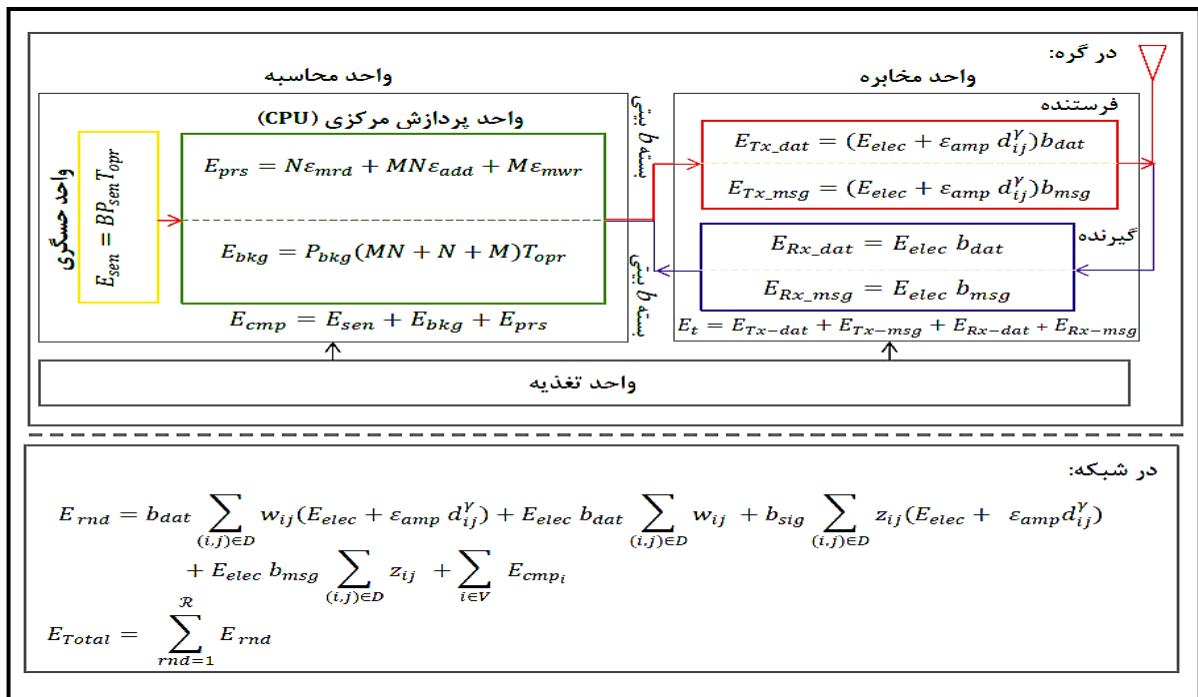 در گره:
واحد محاسبه
واحد مخابره
واحد حسگری
E_{sen} = BP_{sen}T_{opr}
واحد پردازش مرکزی (CPU)
E_{prs} = Nε_{mrd} + MNε_{add} + Mε_{mwr}
E_{bkg} = P_{bkg}(MN + N + M)T_{opr}
E_{cmp} = E_{sen} + E_{bkg} + E_{prs}
بسته b بیتی
بسته b بیتی
فرستنده
E_{Tx_dat} = (E_{elec} + ε_{amp} d_{ij}^γ)b_{dat}
E_{Tx_msg} = (E_{elec} + ε_{amp} d_{ij}^γ)b_{msg}
گیرنده
E_{Rx_dat} = E_{elec} b_{dat}
E_{Rx_msg} = E_{elec} b_{msg}
E_t = E_{Tx-dat} + E_{Tx-msg} + E_{Rx-dat} + E_{Rx-msg}
واحد تغذیه
در شبکه:
E_{rnd} = b_{dat} ∑_{(i,j)∈D} w_{ij}(E_{elec} + ε_{amp} d_{ij}^γ) + E_{elec} b_{dat} ∑_{(i,j)∈D} w_{ij} + b_{sig} ∑_{(i,j)∈D} z_{ij}(E_{elec} + ε_{amp}d_{ij}^γ)
+ E_{elec} b_{msg} ∑_{(i,j)∈D} z_{ij} + ∑_{i∈V} E_{cmp_i}
E_{Total} = ∑_{rnd=1}^{ℛ} E_{rnd}